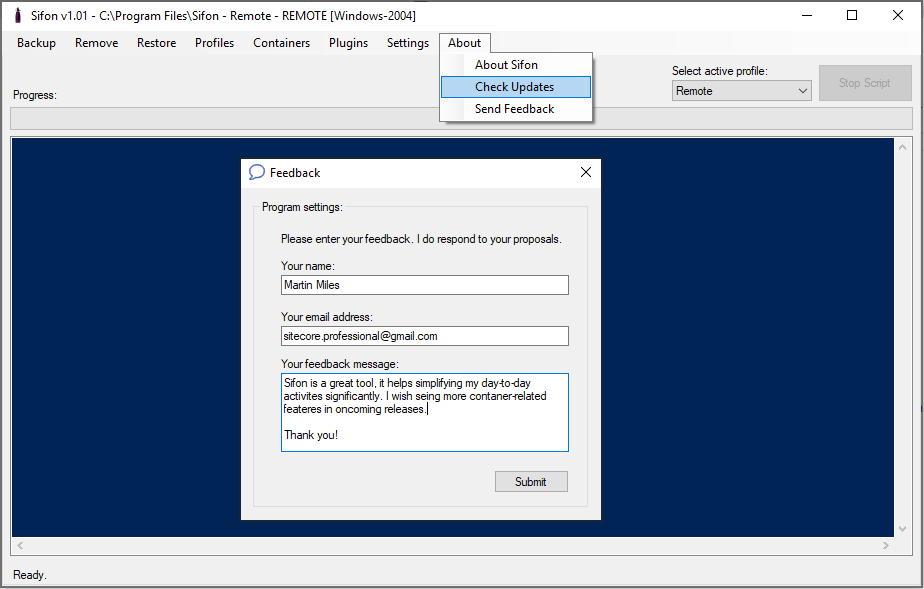 Sifon v1.01 - C:\Program Files\Sifon - Remote - REMOTE [Windows-2004]
Backup Remove Restore Profiles Containers Plugins Settings About
About Sifon
Check Updates
Send Feedback
Select active profile:
Remote
Stop Script
Progress:
Feedback
Program settings:
Please enter your feedback. I do respond to your proposals.
Your name:
Martin Miles
Your email address:
sitecore.professional@gmail.com
Your feedback message:
Sifon is a great tool, it helps simplifying my day-to-day
activites significantly. I wish seing more contaner-related
feateres in oncoming releases.
Thank you!
Submit
Ready.